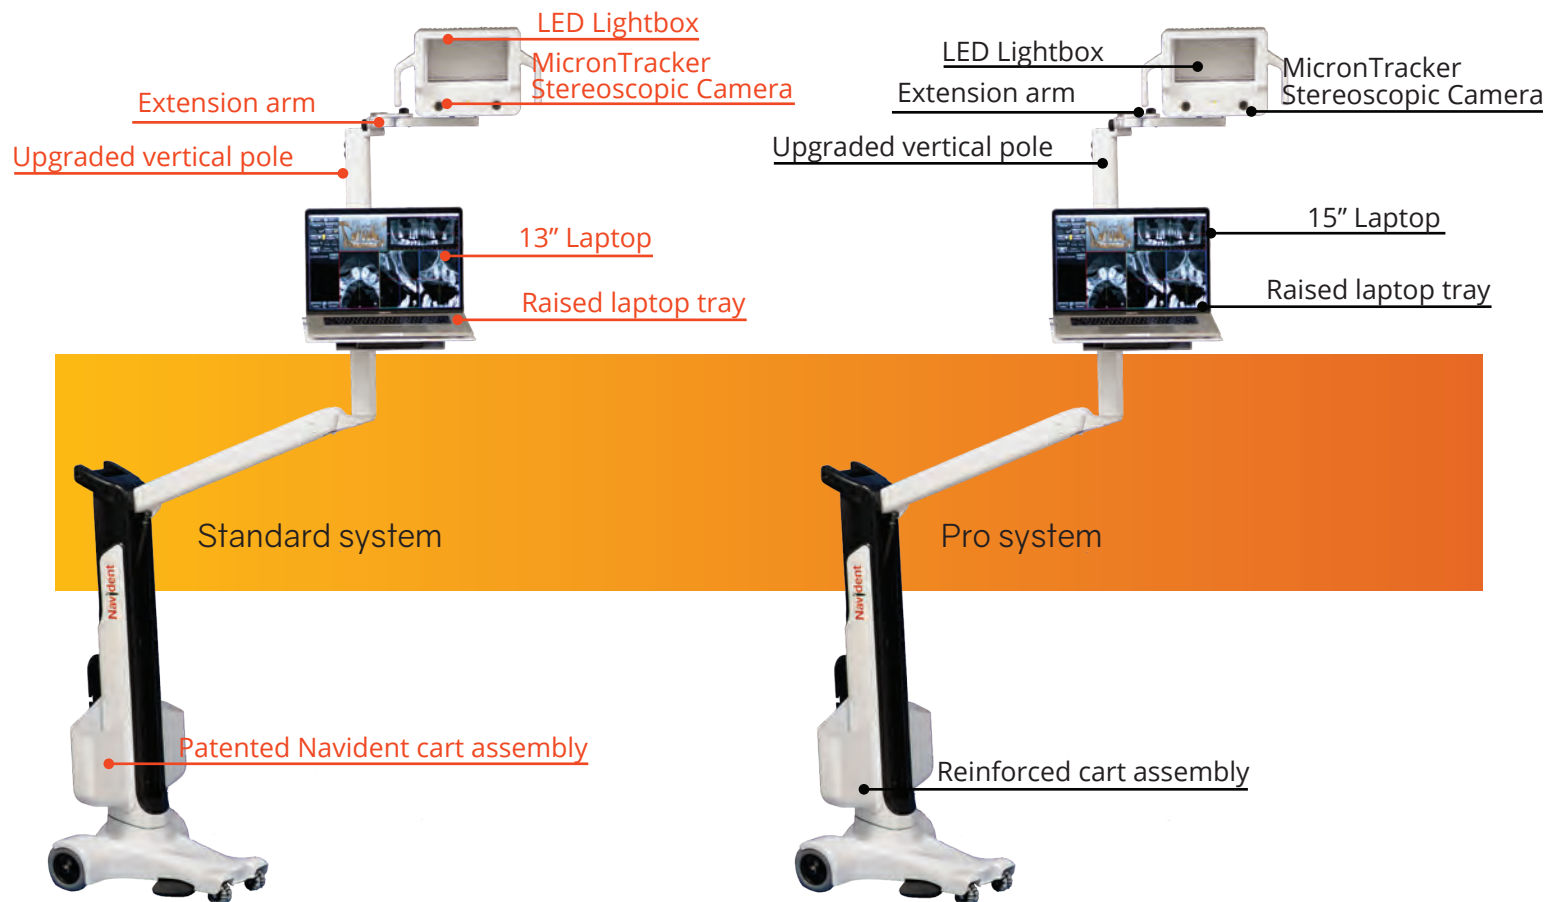 LED Lightbox
MicronTracker
Stereoscopic Camera
Extension arm
Upgraded vertical pole
13” Laptop
Raised laptop tray
Standard system
Navident
Patented Navident cart assembly
LED Lightbox
MicronTracker
Stereoscopic Camera
Extension arm
Upgraded vertical pole
15” Laptop
Raised laptop tray
Pro system
Navident
Reinforced cart assembly